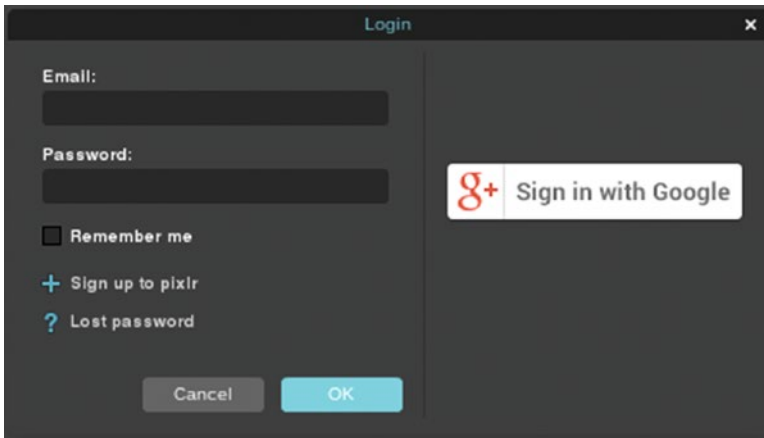 Login
×
Email:
Password:
Remember me
+ Sign up to pixlr
? Lost password
Cancel
OK
g+ Sign in with Google